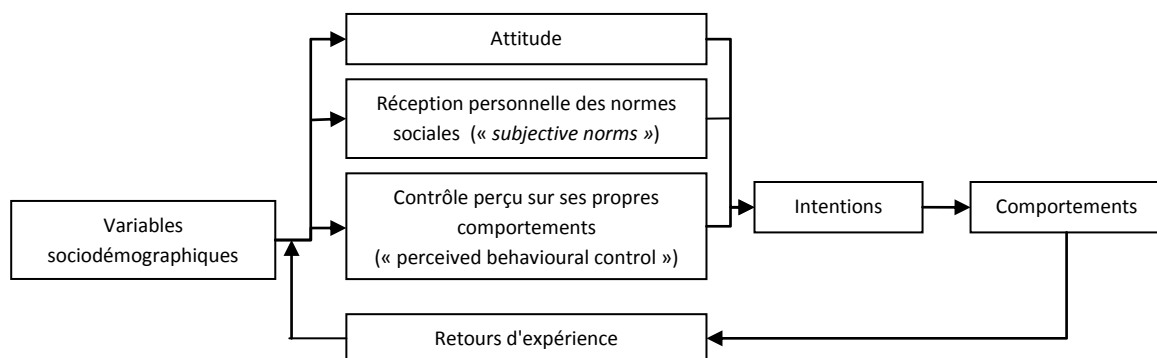 Attitude
Réception personnelle des normes
sociales (« subjective norms »)
Contrôle perçu sur ses propres
comportements
(« perceived behavioural control »)
Variables
sociodémographiques
Intentions
Comportements
Retours d'expérience